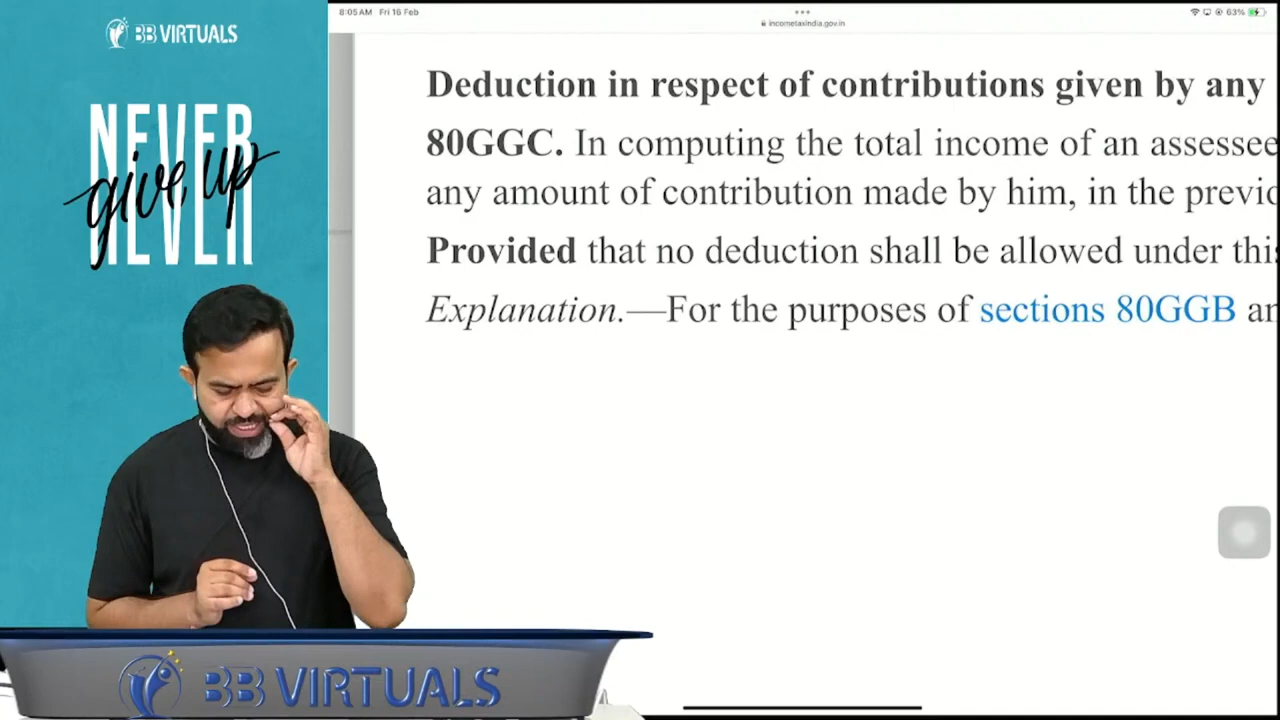 BB VIRTUALS
NEVER
give up
NEVER
8:05 AM Fri 16 Feb
incometaxindia.gov.in
63%
Deduction in respect of contributions given by any
80GGC. In computing the total income of an assessee
any amount of contribution made by him, in the previo
Provided that no deduction shall be allowed under this
Explanation.—For the purposes of sections 80GGB an
BB VIRTUALS